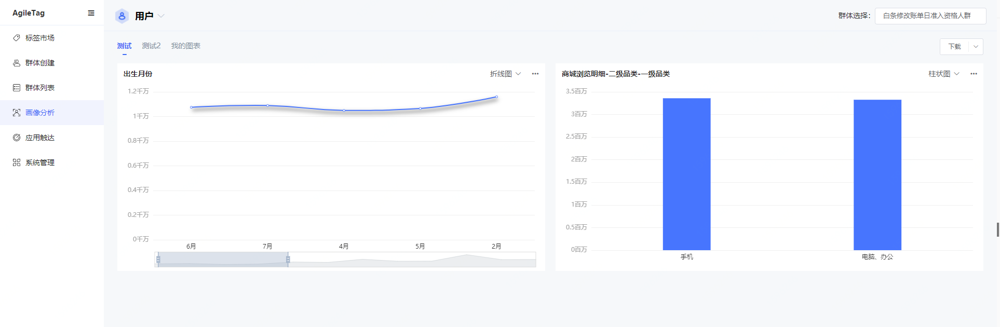 AgileTag
标签市场
群体创建
群体列表
画像分析
应用触达
系统管理
用户
群体选择：
白条修改账单日准入资格人群
测试
测试2
我的图表
下载
出生月份
折线图
1.2千万
1千万
0.8千万
0.6千万
0.4千万
0.2千万
0千万
6月
7月
4月
5月
2月
商城浏览明细-二级品类-一级品类
柱状图
3.5百万
3百万
2.5百万
2百万
1.5百万
1百万
0.5百万
0百万
手机
电脑、办公